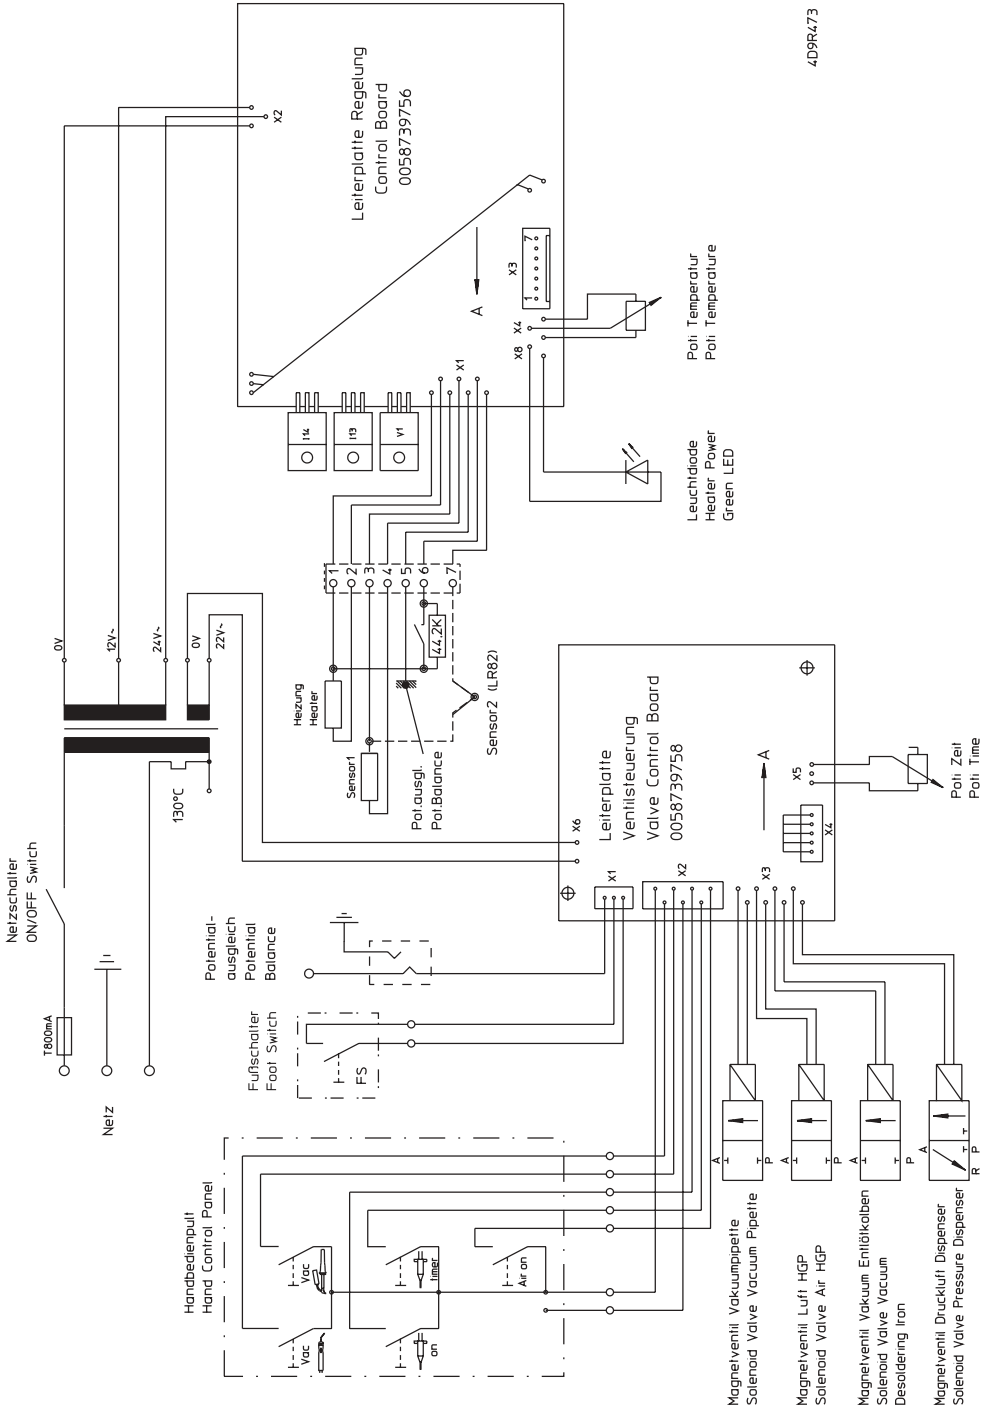 Netzschalter
ON/OFF Switch
T800mA
Netz
130°C
0V
12V~
24V~
0V
22V~
X2
Leiterplatte Regelung
Control Board
0058739756
4D9R473
I14
I13
V1
X1
A
X3
1
7
X4
X8
Poti Temperatur
Poti Temperature
Leuchtdiode
Heater Power
Green LED
1
2
3
4
5
6
7
Heizung
Heater
44.2K
Sensor1
Sensor2 (LR82)
Pot.ausgl.
Pot.Balance
Potential-
ausgleich
Potential
Balance
Fußschalter
Foot Switch
FS
Leiterplatte
Ventilsteuerung
Valve Control Board
0058739758
X6
X1
X2
X3
X4
X5
A
Poti Zeit
Poti Time
Handbedienpult
Hand Control Panel
Vac
Vac
timer
on
Air on
A
P
A
P
A
P
A
R
P
Magnetventil Vakuumpipette
Solenoid Valve Vacuum Pipette
Magnetventil Luft HGP
Solenoid Valve Air HGP
Magnetventil Vakuum Entlötkolben
Solenoid Valve Vacuum
Desoldering Iron
Magnetventil Druckluft Dispenser
Solenoid Valve Pressure Dispenser